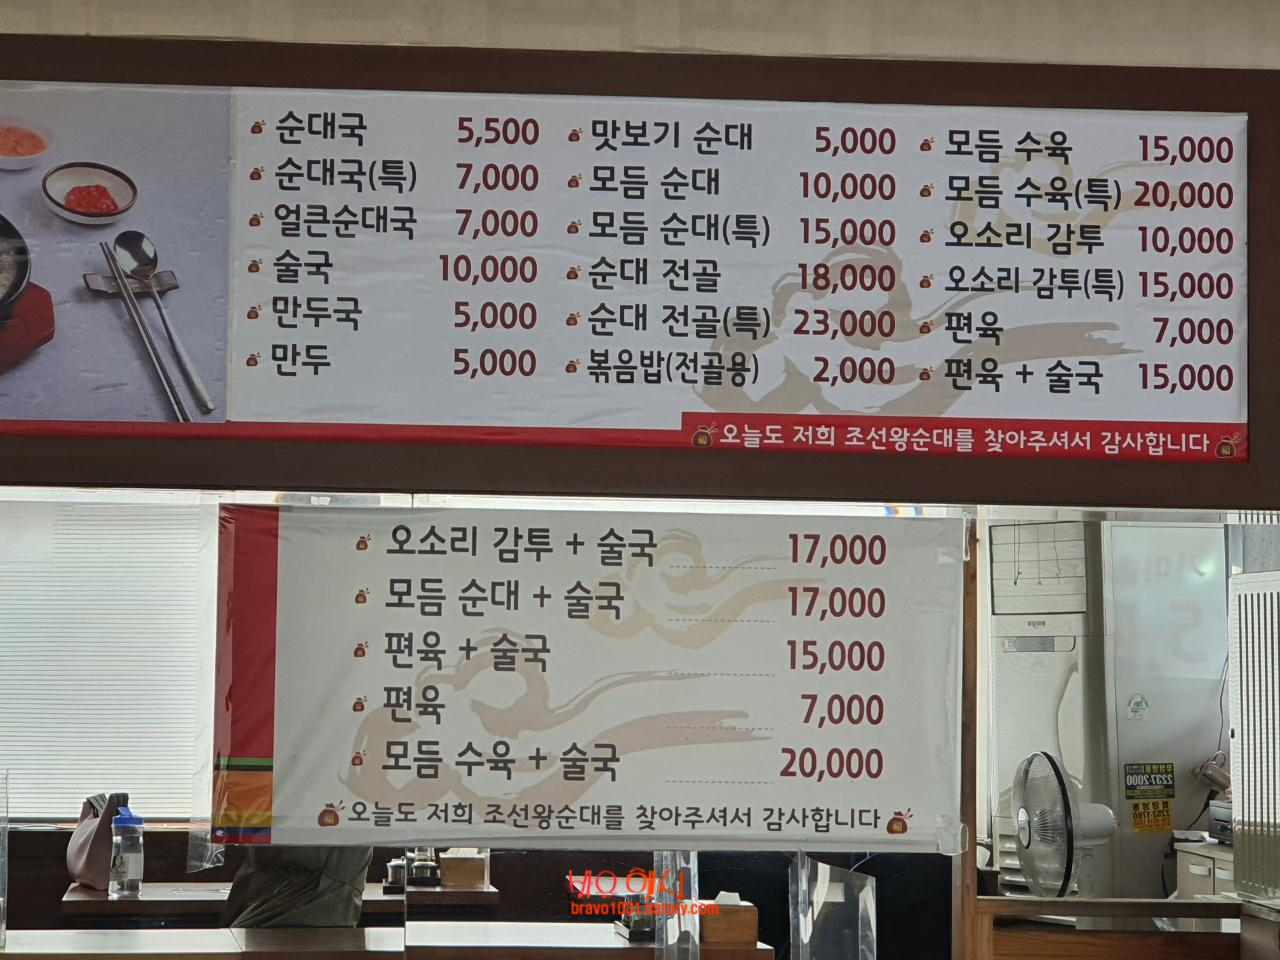 순대국 5,500
순대국(특) 7,000
얼큰순대국 7,000
술국 10,000
만두국 5,000
만두 5,000
맛보기 순대 5,000
모듬 순대 10,000
모듬 순대(특) 15,000
순대 전골 18,000
순대 전골(특) 23,000
볶음밥(전골용) 2,000
모듬 수육 15,000
모듬 수육(특) 20,000
오소리 감투 10,000
오소리 감투(특) 15,000
편육 7,000
편육 + 술국 15,000
오늘도 저희 조선왕순대를 찾아주셔서 감사합니다
오소리 감투 + 술국 17,000
모듬 순대 + 술국 17,000
편육 + 술국 15,000
편육 7,000
모듬 수육 + 술국 20,000
오늘도 저희 조선왕순대를 찾아주셔서 감사합니다
bravo1031.tistory.com